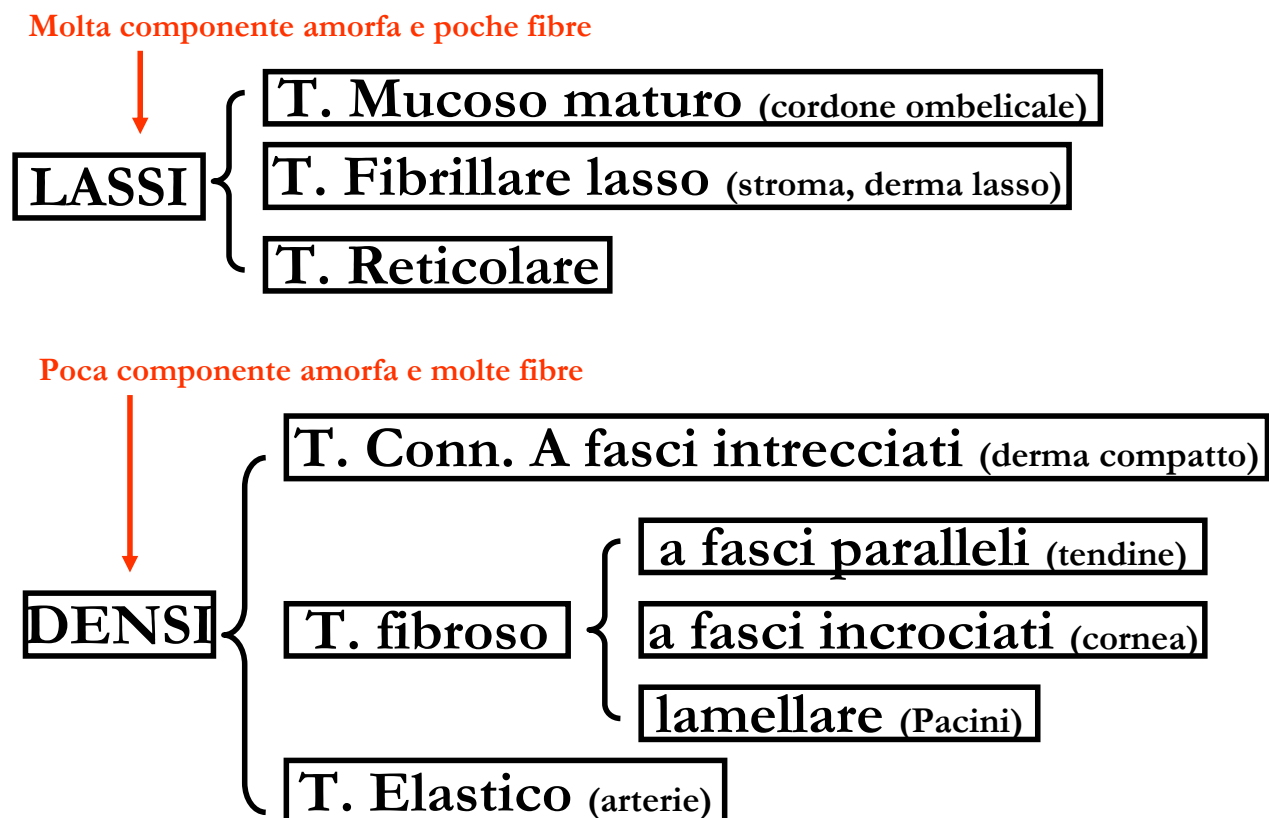 Molta componente amorfa e poche fibre
T. Mucoso maturo (cordone ombelicale)
LASSI
T. Fibrillare lasso (stroma, derma lasso)
T. Reticolare
Poca componente amorfa e molte fibre
T. Conn. A fasci intrecciati (derma compatto)
a fasci paralleli (tendine)
DENSI
T. fibroso
a fasci incrociati (cornea)
lamellare (Pacini)
T. Elastico (arterie)